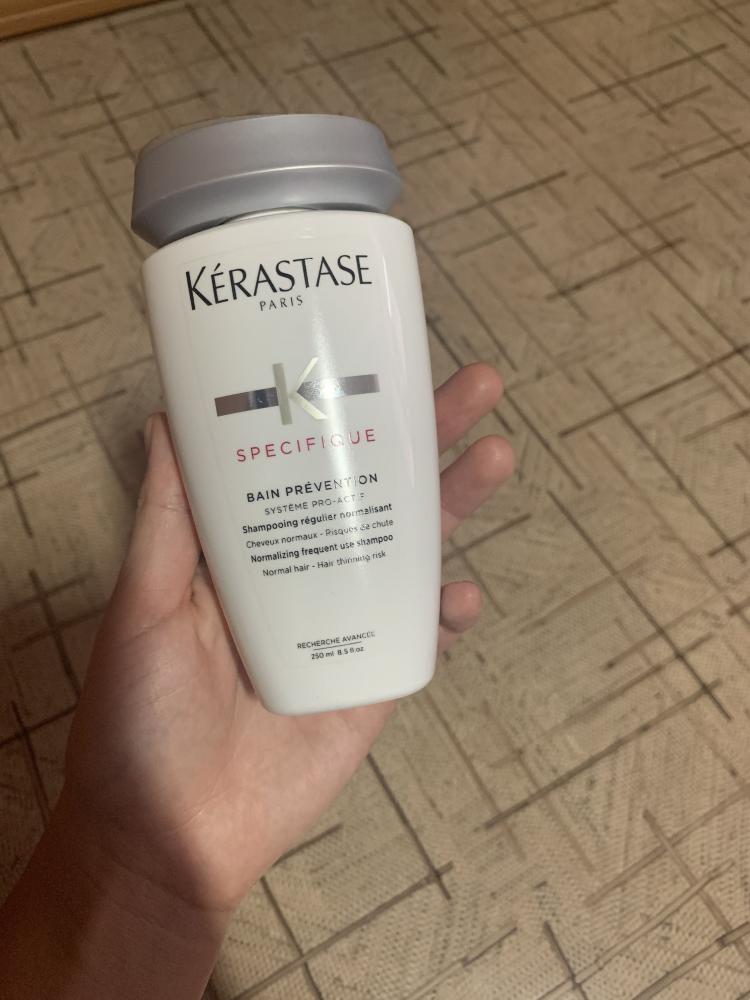 KÉRASTASE
PARIS
K
SPECIFIQUE
BAIN PRÉVENTION
SYSTÈME PRO-ACTIF
Shampooing régulier normalisant
Cheveux normaux - Risques de chute
Normalizing frequent use shampoo
Normal hair - Hair thinning risk
RECHERCHE AVANCÉE
250 ml 8.5 fl.oz.